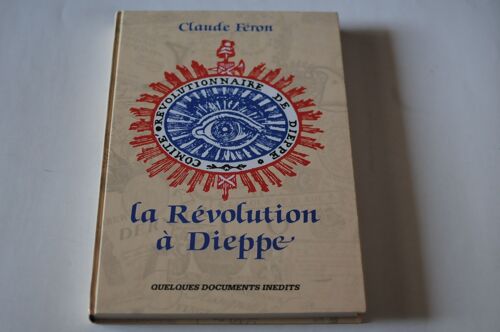 Claude Féron
COMITÉ RÉVOLUTIONNAIRE DE DIEPPE
la Révolution
à Dieppe
QUELQUES DOCUMENTS INEDITS